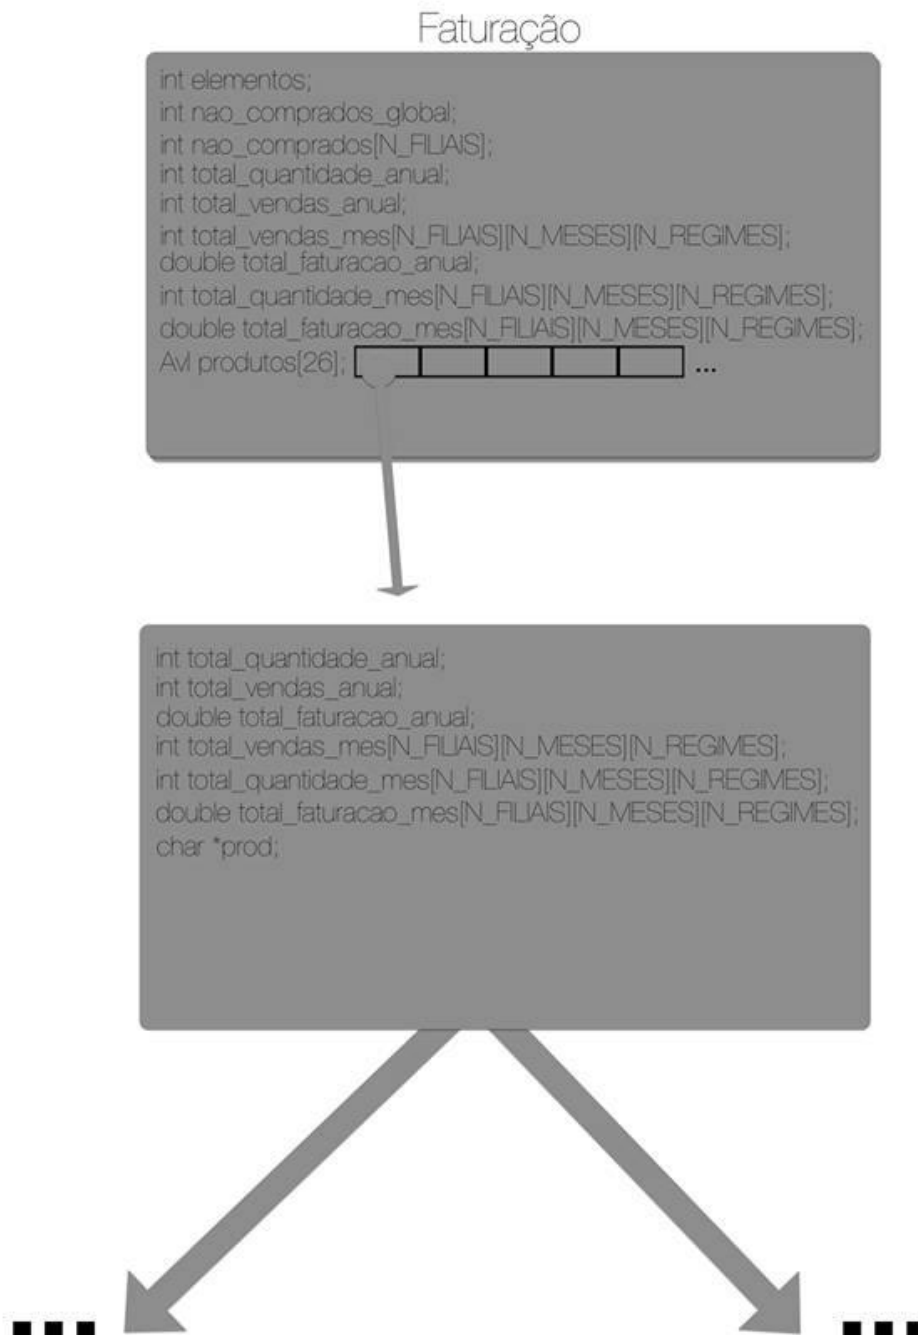 Faturação
int elementos;
int nao_comprados_global;
int nao_comprados[N_FILIAIS];
int total_quantidade_anual;
int total_vendas_anual;
int total_vendas_mes[N_FILIAIS][N_MESES][N_REGIMES];
double total_faturacao_anual;
int total_quantidade_mes[N_FILIAIS][N_MESES][N_REGIMES];
double total_faturacao_mes[N_FILIAIS][N_MESES][N_REGIMES];
Avl produtos[26]; ...
int total_quantidade_anual;
int total_vendas_anual;
double total_faturacao_anual;
int total_vendas_mes[N_FILIAIS][N_MESES][N_REGIMES];
int total_quantidade_mes[N_FILIAIS][N_MESES][N_REGIMES];
double total_faturacao_mes[N_FILIAIS][N_MESES][N_REGIMES];
char *prod;
... ...